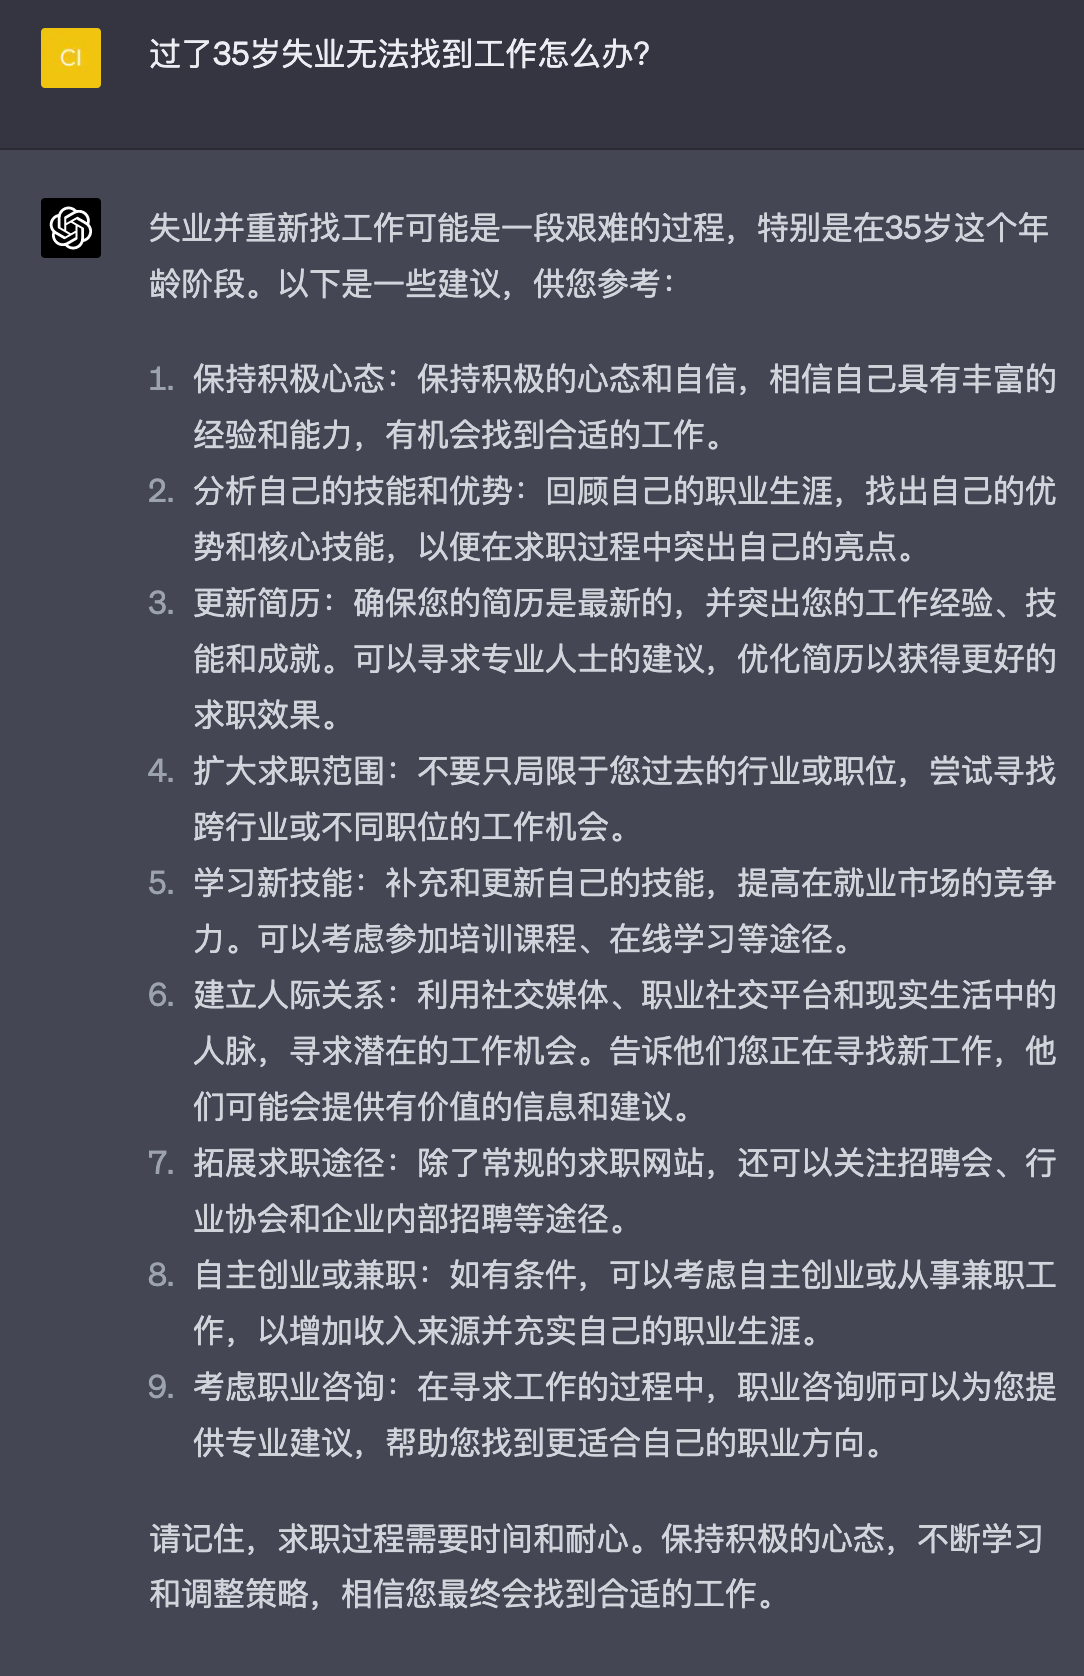 CI
过了35岁失业无法找到工作怎么办?
失业并重新找工作可能是一段艰难的过程，特别是在35岁这个年
龄阶段。以下是一些建议，供您参考：
1. 保持积极心态：保持积极的心态和自信，相信自己具有丰富的
经验和能力，有机会找到合适的工作。
2. 分析自己的技能和优势：回顾自己的职业生涯，找出自己的优
势和核心技能，以便在求职过程中突出自己的亮点。
3. 更新简历：确保您的简历是最新的，并突出您的工作经验、技
能和成就。可以寻求专业人士的建议，优化简历以获得更好的
求职效果。
4. 扩大求职范围：不要只局限于您过去的行业或职位，尝试寻找
跨行业或不同职位的工作机会。
5. 学习新技能：补充和更新自己的技能，提高在就业市场的竞争
力。可以考虑参加培训课程、在线学习等途径。
6. 建立人际关系：利用社交媒体、职业社交平台和现实生活中的
人脉，寻求潜在的工作机会。告诉他们您正在寻找新工作，他
们可能会提供有价值的信息和建议。
7. 拓展求职途径：除了常规的求职网站，还可以关注招聘会、行
业协会和企业内部招聘等途径。
8. 自主创业或兼职：如有条件，可以考虑自主创业或从事兼职工
作，以增加收入来源并充实自己的职业生涯。
9. 考虑职业咨询：在寻求工作的过程中，职业咨询师可以为您提
供专业建议，帮助您找到更适合自己的职业方向。
请记住，求职过程需要时间和耐心。保持积极的心态，不断学习
和调整策略，相信您最终会找到合适的工作。